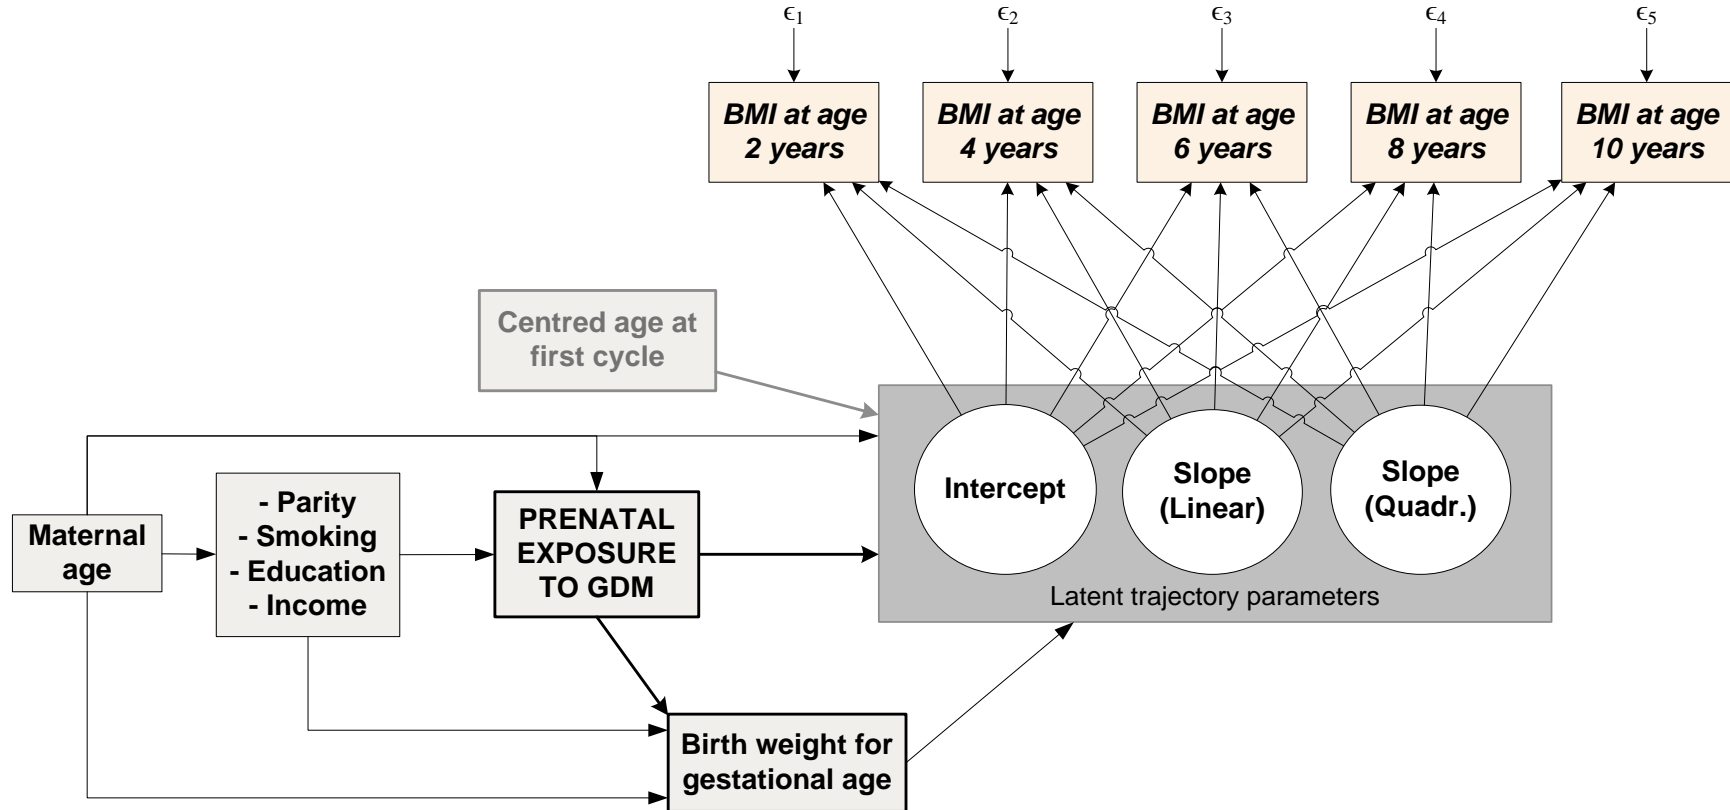 ϵ1
ϵ2
ϵ3
ϵ4
ϵ5
BMI at age
2 years
BMI at age
4 years
BMI at age
6 years
BMI at age
8 years
BMI at age
10 years
Centred age at
first cycle
Intercept
Slope
(Linear)
Slope
(Quadr.)
Latent trajectory parameters
Maternal
age
- Parity
- Smoking
- Education
- Income
PRENATAL
EXPOSURE
TO GDM
Birth weight for
gestational age